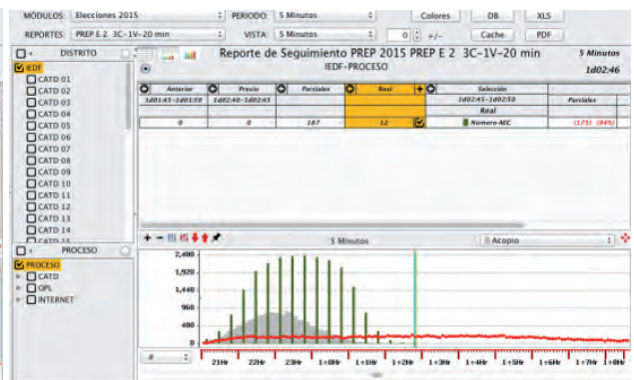 MÓDULOS: Elecciones 2015 PERIODO: 5 Minutos Colores DB XLS
REPORTES: PREP E 2 3C-1V-20 min VISTA: 5 Minutos 0 +/- Cache PDF
DISTRITO
IEDF
CATD 01
CATD 02
CATD 03
CATD 04
CATD 05
CATD 06
CATD 07
CATD 08
CATD 09
CATD 10
CATD 11
CATD 12
CATD 13
CATD 14
CATD 15
PROCESO
PROCESO
CATD
OPL
INTERNET
Reporte de Seguimiento PREP 2015 PREP E 2 3C-1V-20 min 5 Minutos
IEDF-PROCESO 1d02:46
Anterior Previo Parciales Real Selección
1d01:45-1d01:50 1d02:40-1d02:45 1d02:45-1d02:50 Parciales
Real
0 0 187 12 Número AEC (175) (94%)
5 Minutos Acopio
2,400
1,920
1,440
960
480
0
# 21Hr 22Hr 23Hr 1+0Hr 1+1Hr 1+2Hr 1+3Hr 1+4Hr 1+5Hr 1+6Hr 1+7Hr 1+8Hr